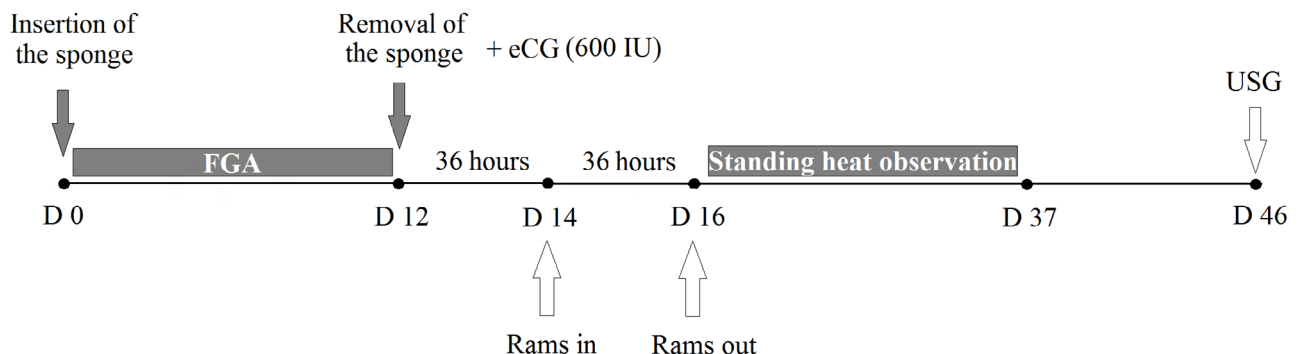 Insertion of
the sponge
Removal of
the sponge
+ eCG (600 IU)
USG
FGA
36 hours
36 hours
Standing heat observation
D 0
D 12
D 14
D 16
D 37
D 46
Rams in
Rams out